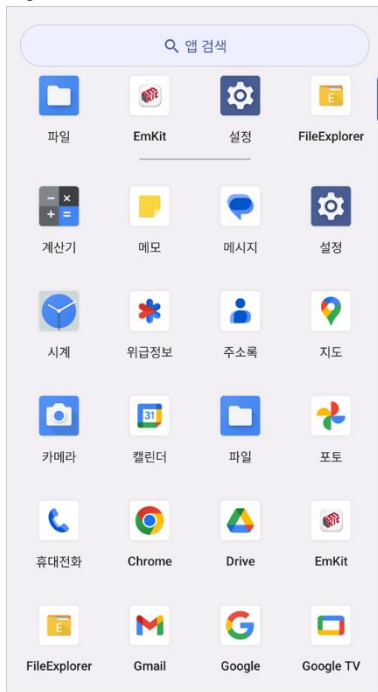 앱 검색
파일
EmKit
설정
FileExplorer
계산기
메모
메시지
설정
시계
위급정보
주소록
지도
카메라
31
캘린더
파일
포토
휴대전화
Chrome
Drive
EmKit
E
FileExplorer
Gmail
Google
Google TV